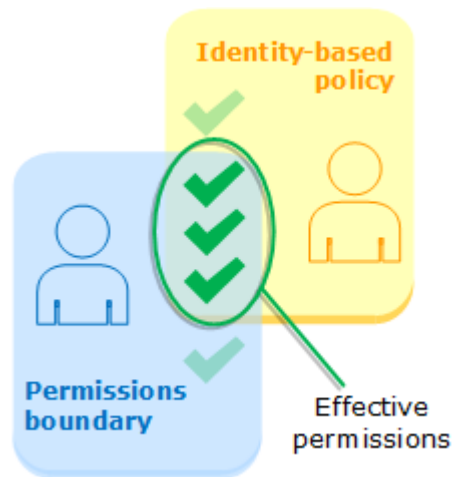 Identity-based
policy
Permissions
boundary
Effective
permissions